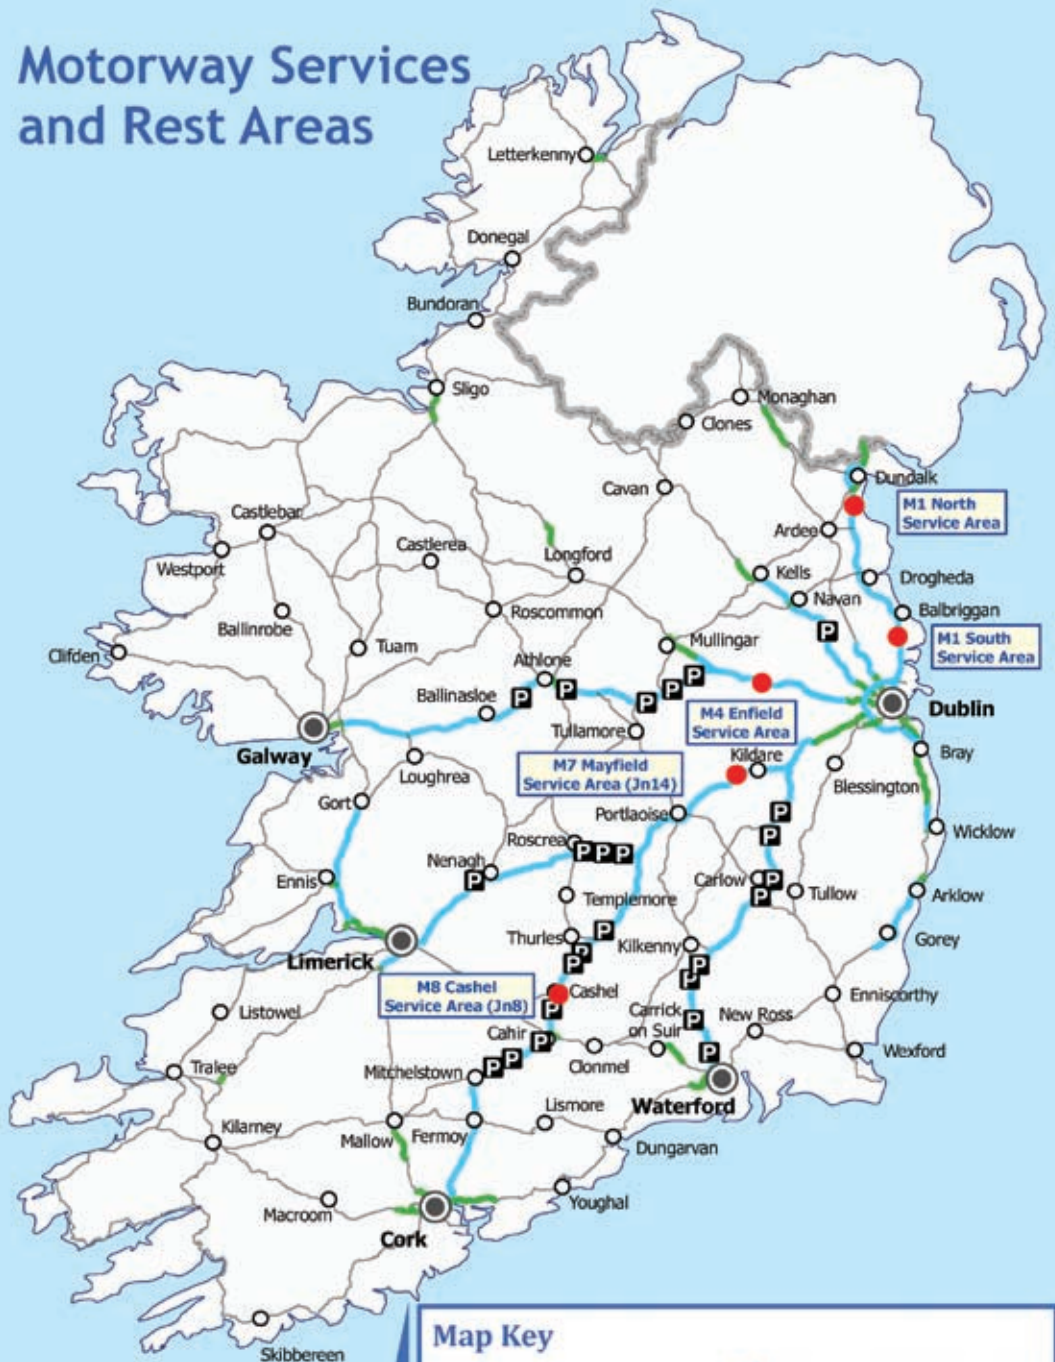 Motorway Services
and Rest Areas
Letterkenny
Donegal
Bundoran
Sligo
Monaghan
Clones
Dundalk
Cavan
M1 North
Service Area
Ardee
Castlebar
Castlerea
Longford
Westport
Kells
Drogheda
Navan
Roscommon
Balbriggan
Ballinrobe
Mullingar
M1 South
Service Area
Tuam
Clifden
Athlone
P
P
P
P
P
P
Ballinasloe
M4 Enfield
Service Area
Dublin
Tullamore
Galway
Kildare
Bray
M7 Mayfield
Service Area (Jn14)
Loughrea
Blessington
Gort
Portlaoise
P
Wicklow
Roscrea
P
P
P
P
Nenagh
P
Ennis
Carlow
P
P
Tullow
Arklow
Templemore
Thurles
P
Kilkenny
Gorey
Limerick
P
P
P
P
M8 Cashel
Service Area (Jn8)
Cashel
P
Enniscorthy
Listowel
Carrick
on Suir
P
New Ross
Cahir
P
Clonmel
P
Wexford
Tralee
Mitchelstown
P
P
Waterford
Lismore
Kilarney
Mallow
Fermoy
Dungarvan
Macroom
Youghal
Cork
Map Key
Skibbereen